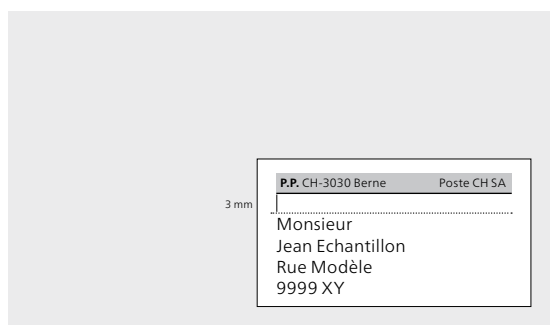 P.P. CH-3030 Berne Poste CH SA
3 mm
Monsieur
Jean Echantillon
Rue Modèle
9999 XY